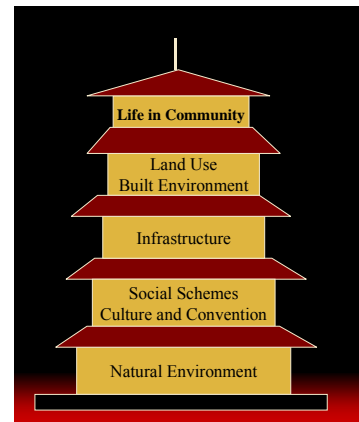 Life in Community
Land Use
Built Environment
Infrastructure
Social Schemes
Culture and Convention
Natural Environment